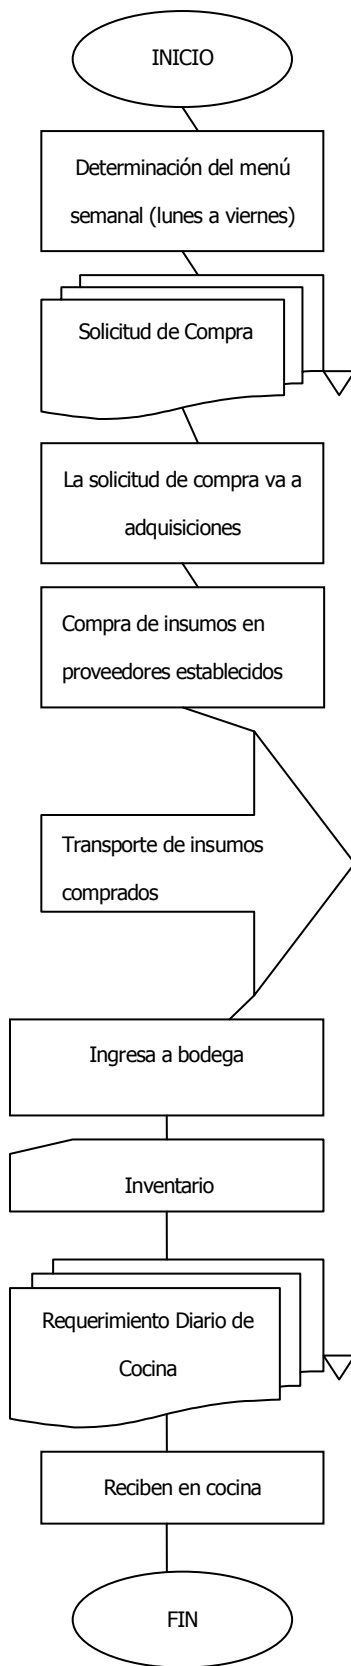 INICIO
Determinación del menú
semanal (lunes a viernes)
Solicitud de Compra
La solicitud de compra va a
adquisiciones
Compra de insumos en
proveedores establecidos
Transporte de insumos
comprados
Ingresa a bodega
Inventario
Requerimiento Diario de
Cocina
Reciben en cocina
FIN